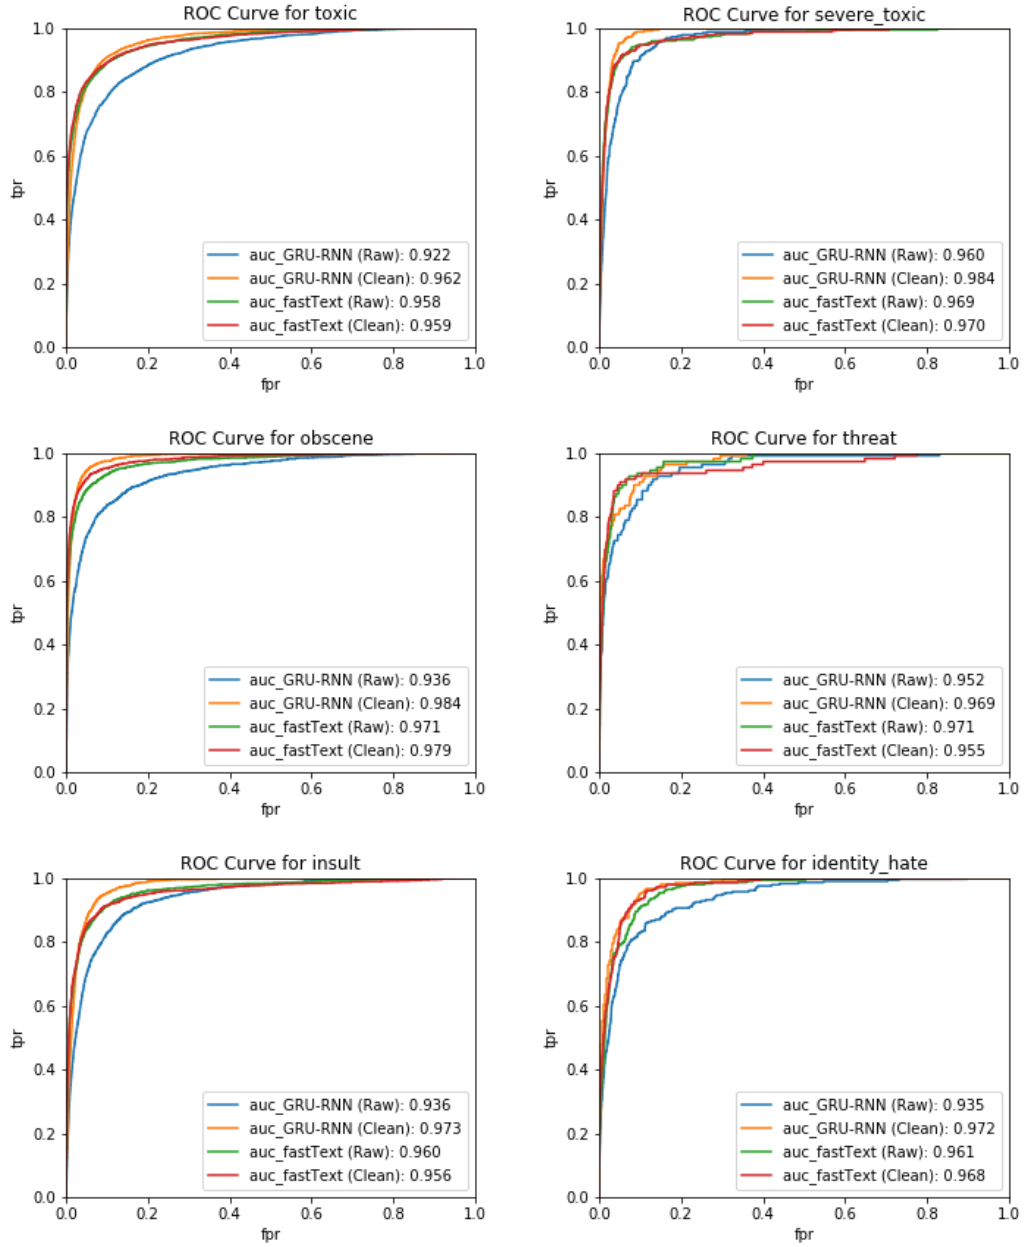 ROC Curve for toxic
1.0
0.8
0.6
0.4
0.2
0.0
tpr
auc_GRU-RNN (Raw): 0.922
auc_GRU-RNN (Clean): 0.962
auc_fastText (Raw): 0.958
auc_fastText (Clean): 0.959
0.0 0.2 0.4 0.6 0.8 1.0
fpr
ROC Curve for severe_toxic
1.0
0.8
0.6
0.4
0.2
0.0
tpr
auc_GRU-RNN (Raw): 0.960
auc_GRU-RNN (Clean): 0.984
auc_fastText (Raw): 0.969
auc_fastText (Clean): 0.970
0.0 0.2 0.4 0.6 0.8 1.0
fpr
ROC Curve for obscene
1.0
0.8
0.6
0.4
0.2
0.0
tpr
auc_GRU-RNN (Raw): 0.936
auc_GRU-RNN (Clean): 0.984
auc_fastText (Raw): 0.971
auc_fastText (Clean): 0.979
0.0 0.2 0.4 0.6 0.8 1.0
fpr
ROC Curve for threat
1.0
0.8
0.6
0.4
0.2
0.0
tpr
auc_GRU-RNN (Raw): 0.952
auc_GRU-RNN (Clean): 0.969
auc_fastText (Raw): 0.971
auc_fastText (Clean): 0.955
0.0 0.2 0.4 0.6 0.8 1.0
fpr
ROC Curve for insult
1.0
0.8
0.6
0.4
0.2
0.0
tpr
auc_GRU-RNN (Raw): 0.936
auc_GRU-RNN (Clean): 0.973
auc_fastText (Raw): 0.960
auc_fastText (Clean): 0.956
0.0 0.2 0.4 0.6 0.8 1.0
fpr
ROC Curve for identity_hate
1.0
0.8
0.6
0.4
0.2
0.0
tpr
auc_GRU-RNN (Raw): 0.935
auc_GRU-RNN (Clean): 0.972
auc_fastText (Raw): 0.961
auc_fastText (Clean): 0.968
0.0 0.2 0.4 0.6 0.8 1.0
fpr